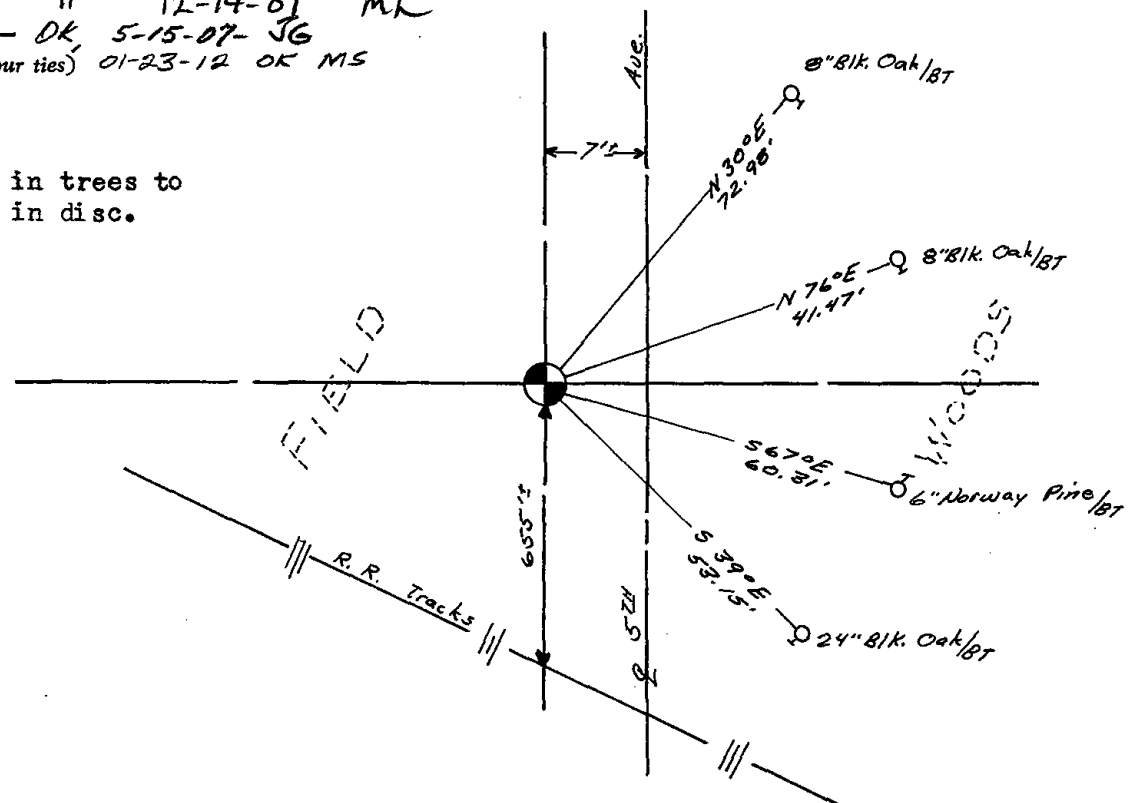 " 12-14-01 MK
— OK, 5-15-07- JG
our ties) 01-23-12 OK MS
in trees to
in disc.
Ave.
7'±
8" Blk. Oak/BT
N 30° E
72.98'
8" Blk. Oak/BT
N 76° E
41.47'
FIELD
WOODS
S 67° E
60.31'
6" Norway Pine/BT
655'±
S 39° E
53.15'
R. R. Tracks
℄ 5TH
24" Blk. Oak/BT